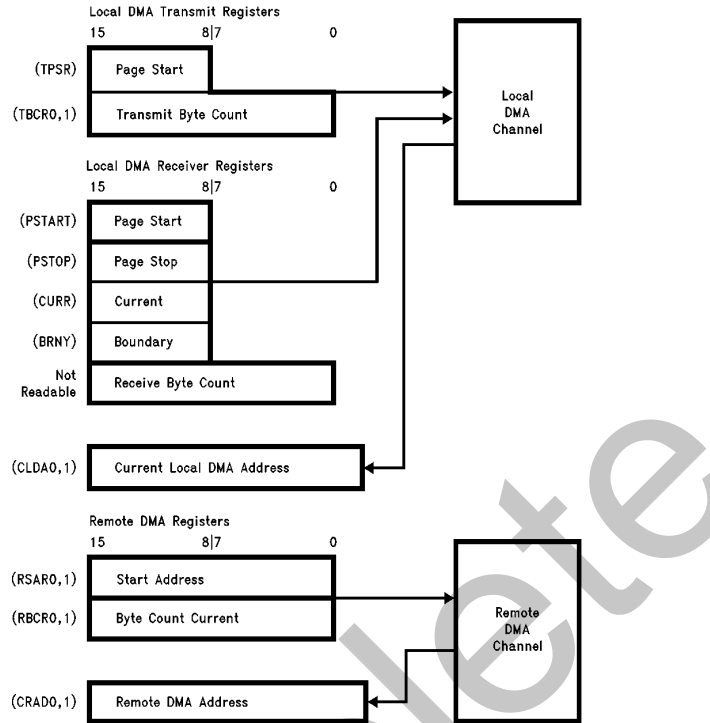 Local DMA Transmit Registers
15 8|7 0
(TPSR) Page Start
(TBCR0,1) Transmit Byte Count
Local DMA Channel
Local DMA Receiver Registers
15 8|7 0
(PSTART) Page Start
(PSTOP) Page Stop
(CURR) Current
(BRNY) Boundary
Not Readable Receive Byte Count
(CLDA0,1) Current Local DMA Address
Remote DMA Registers
15 8|7 0
(RSAR0,1) Start Address
(RBCR0,1) Byte Count Current
Remote DMA Channel
(CRAD0,1) Remote DMA Address
lete